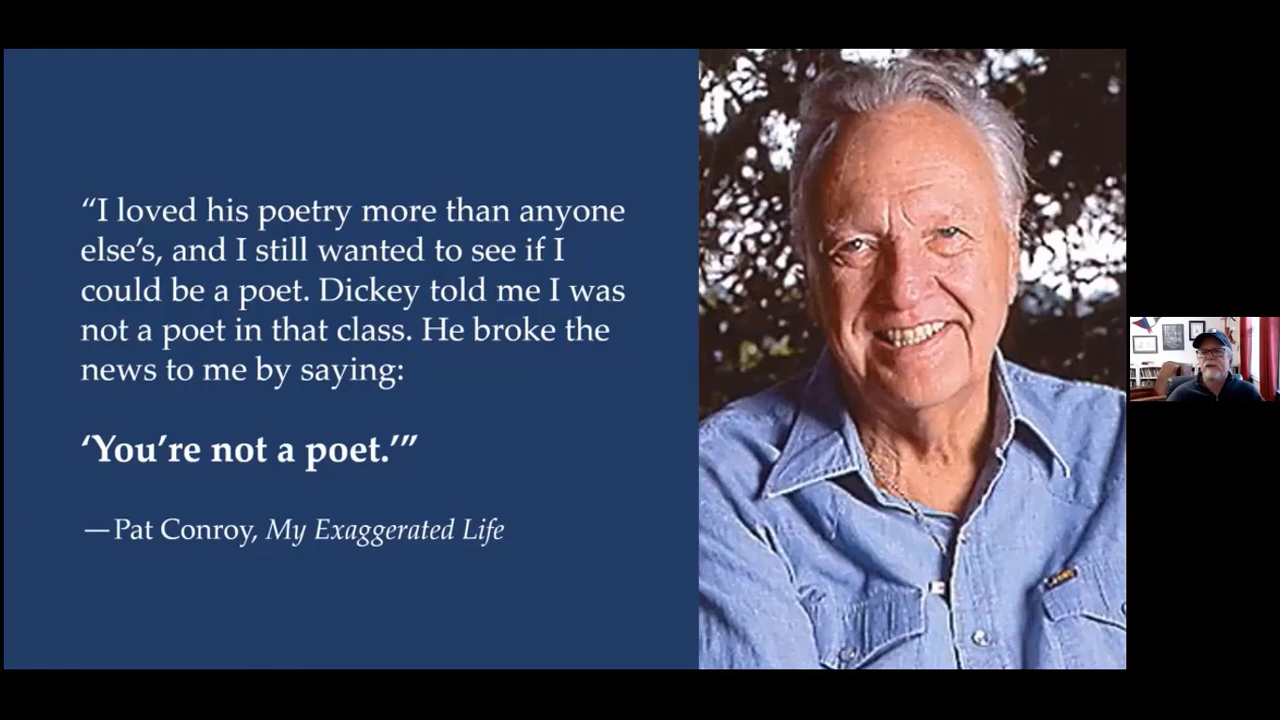 “I loved his poetry more than anyone
else’s, and I still wanted to see if I
could be a poet. Dickey told me I was
not a poet in that class. He broke the
news to me by saying:
‘You’re not a poet.’”
—Pat Conroy, My Exaggerated Life